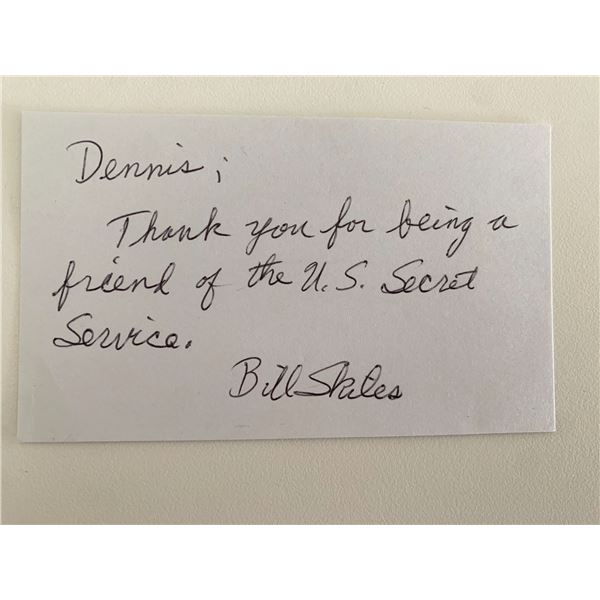 Dennis;
Thank you for being a
friend of the U.S. Secret
Service.
Bill Skiles